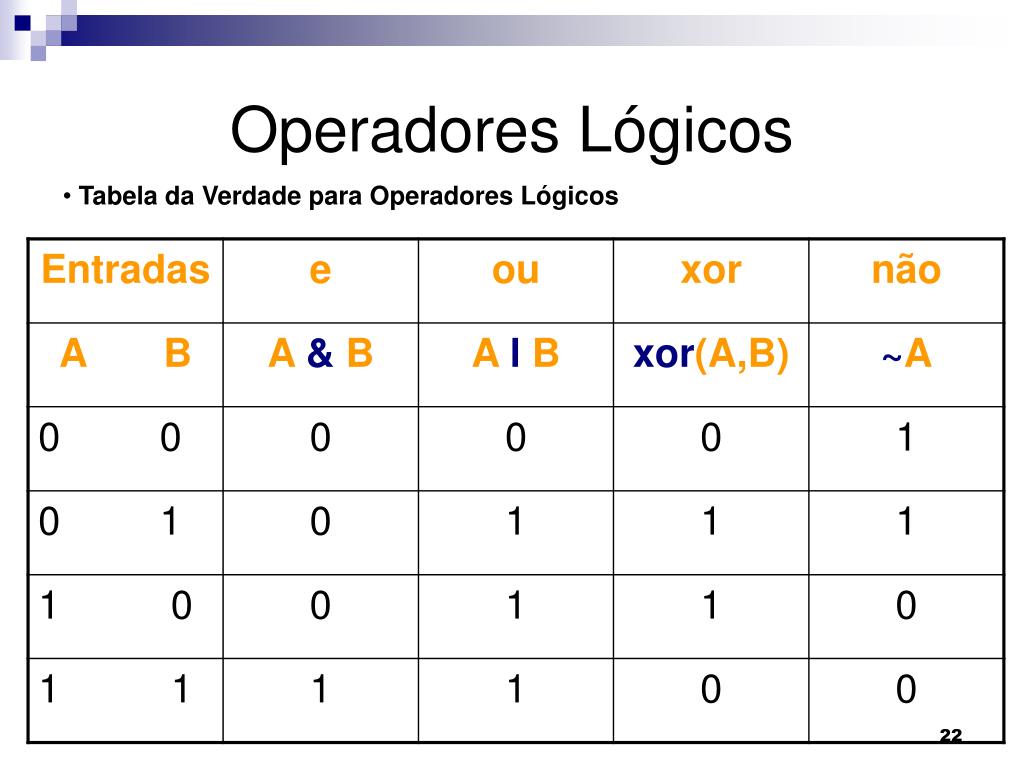 Operadores Lógicos
• Tabela da Verdade para Operadores Lógicos
Entradas e ou xor não
A B A & B A l B xor(A,B) ~A
0 0 0 0 0 1
0 1 0 1 1 1
1 0 0 1 1 0
1 1 1 1 0 0
22